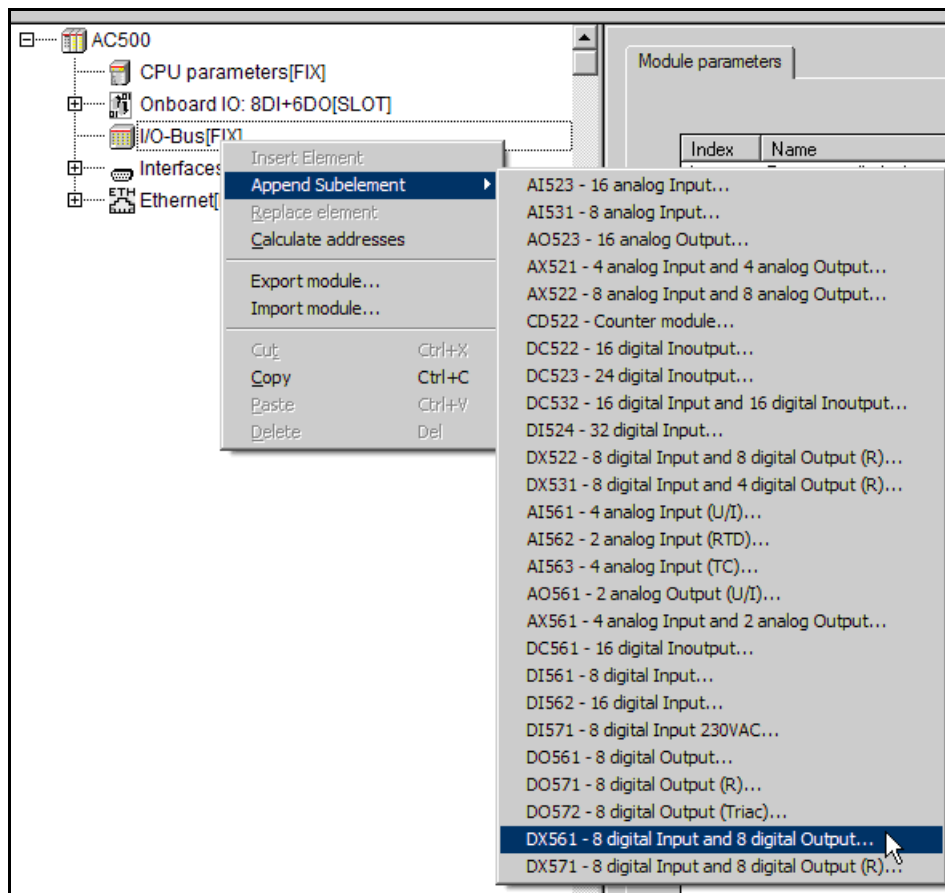 AC500
CPU parameters[FIX]
Onboard IO: 8DI+6DO[SLOT]
I/O-Bus[FIX]
Interfaces
ETH Ethernet[
Module parameters
Index Name
Insert Element
Append Subelement
Replace element
Calculate addresses
Export module...
Import module...
Cut Ctrl+X
Copy Ctrl+C
Paste Ctrl+V
Delete Del
AI523 - 16 analog Input...
AI531 - 8 analog Input...
AO523 - 16 analog Output...
AX521 - 4 analog Input and 4 analog Output...
AX522 - 8 analog Input and 8 analog Output...
CD522 - Counter module...
DC522 - 16 digital Inoutput...
DC523 - 24 digital Inoutput...
DC532 - 16 digital Input and 16 digital Inoutput...
DI524 - 32 digital Input...
DX522 - 8 digital Input and 8 digital Output (R)...
DX531 - 8 digital Input and 4 digital Output (R)...
AI561 - 4 analog Input (U/I)...
AI562 - 2 analog Input (RTD)...
AI563 - 4 analog Input (TC)...
AO561 - 2 analog Output (U/I)...
AX561 - 4 analog Input and 2 analog Output...
DC561 - 16 digital Inoutput...
DI561 - 8 digital Input...
DI562 - 16 digital Input...
DI571 - 8 digital Input 230VAC...
DO561 - 8 digital Output...
DO571 - 8 digital Output (R)...
DO572 - 8 digital Output (Triac)...
DX561 - 8 digital Input and 8 digital Output...
DX571 - 8 digital Input and 8 digital Output (R)...